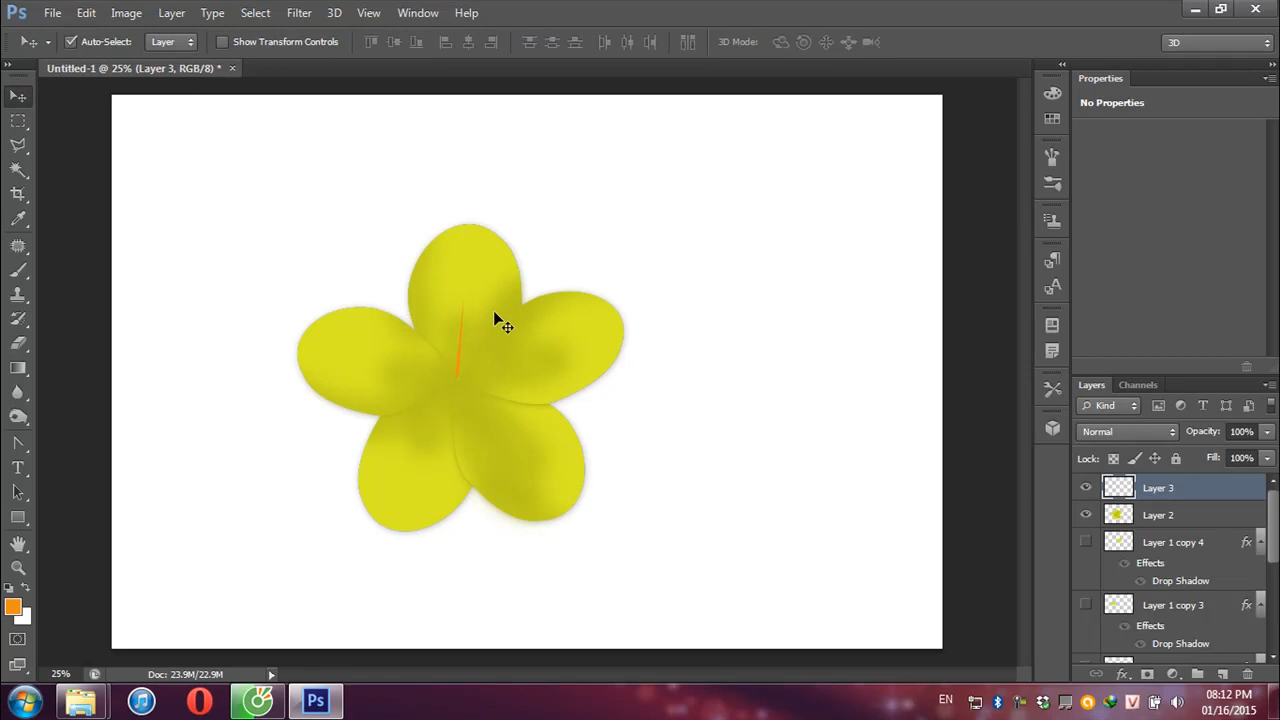 Ps File Edit Image Layer Type Select Filter 3D View Window Help
Auto-Select: Layer Show Transform Controls 3D Mode: 3D
Untitled-1 @ 25% (Layer 3, RGB/8) * ×
Properties
No Properties
Layers Channels
Kind
Normal Opacity: 100%
Lock: Fill: 100%
Layer 3
Layer 2
Layer 1 copy 4 fx
Effects
Drop Shadow
Layer 1 copy 3 fx
Effects
Drop Shadow
25% Doc: 23.9M/22.9M
Ps EN 08:12 PM
01/16/2015